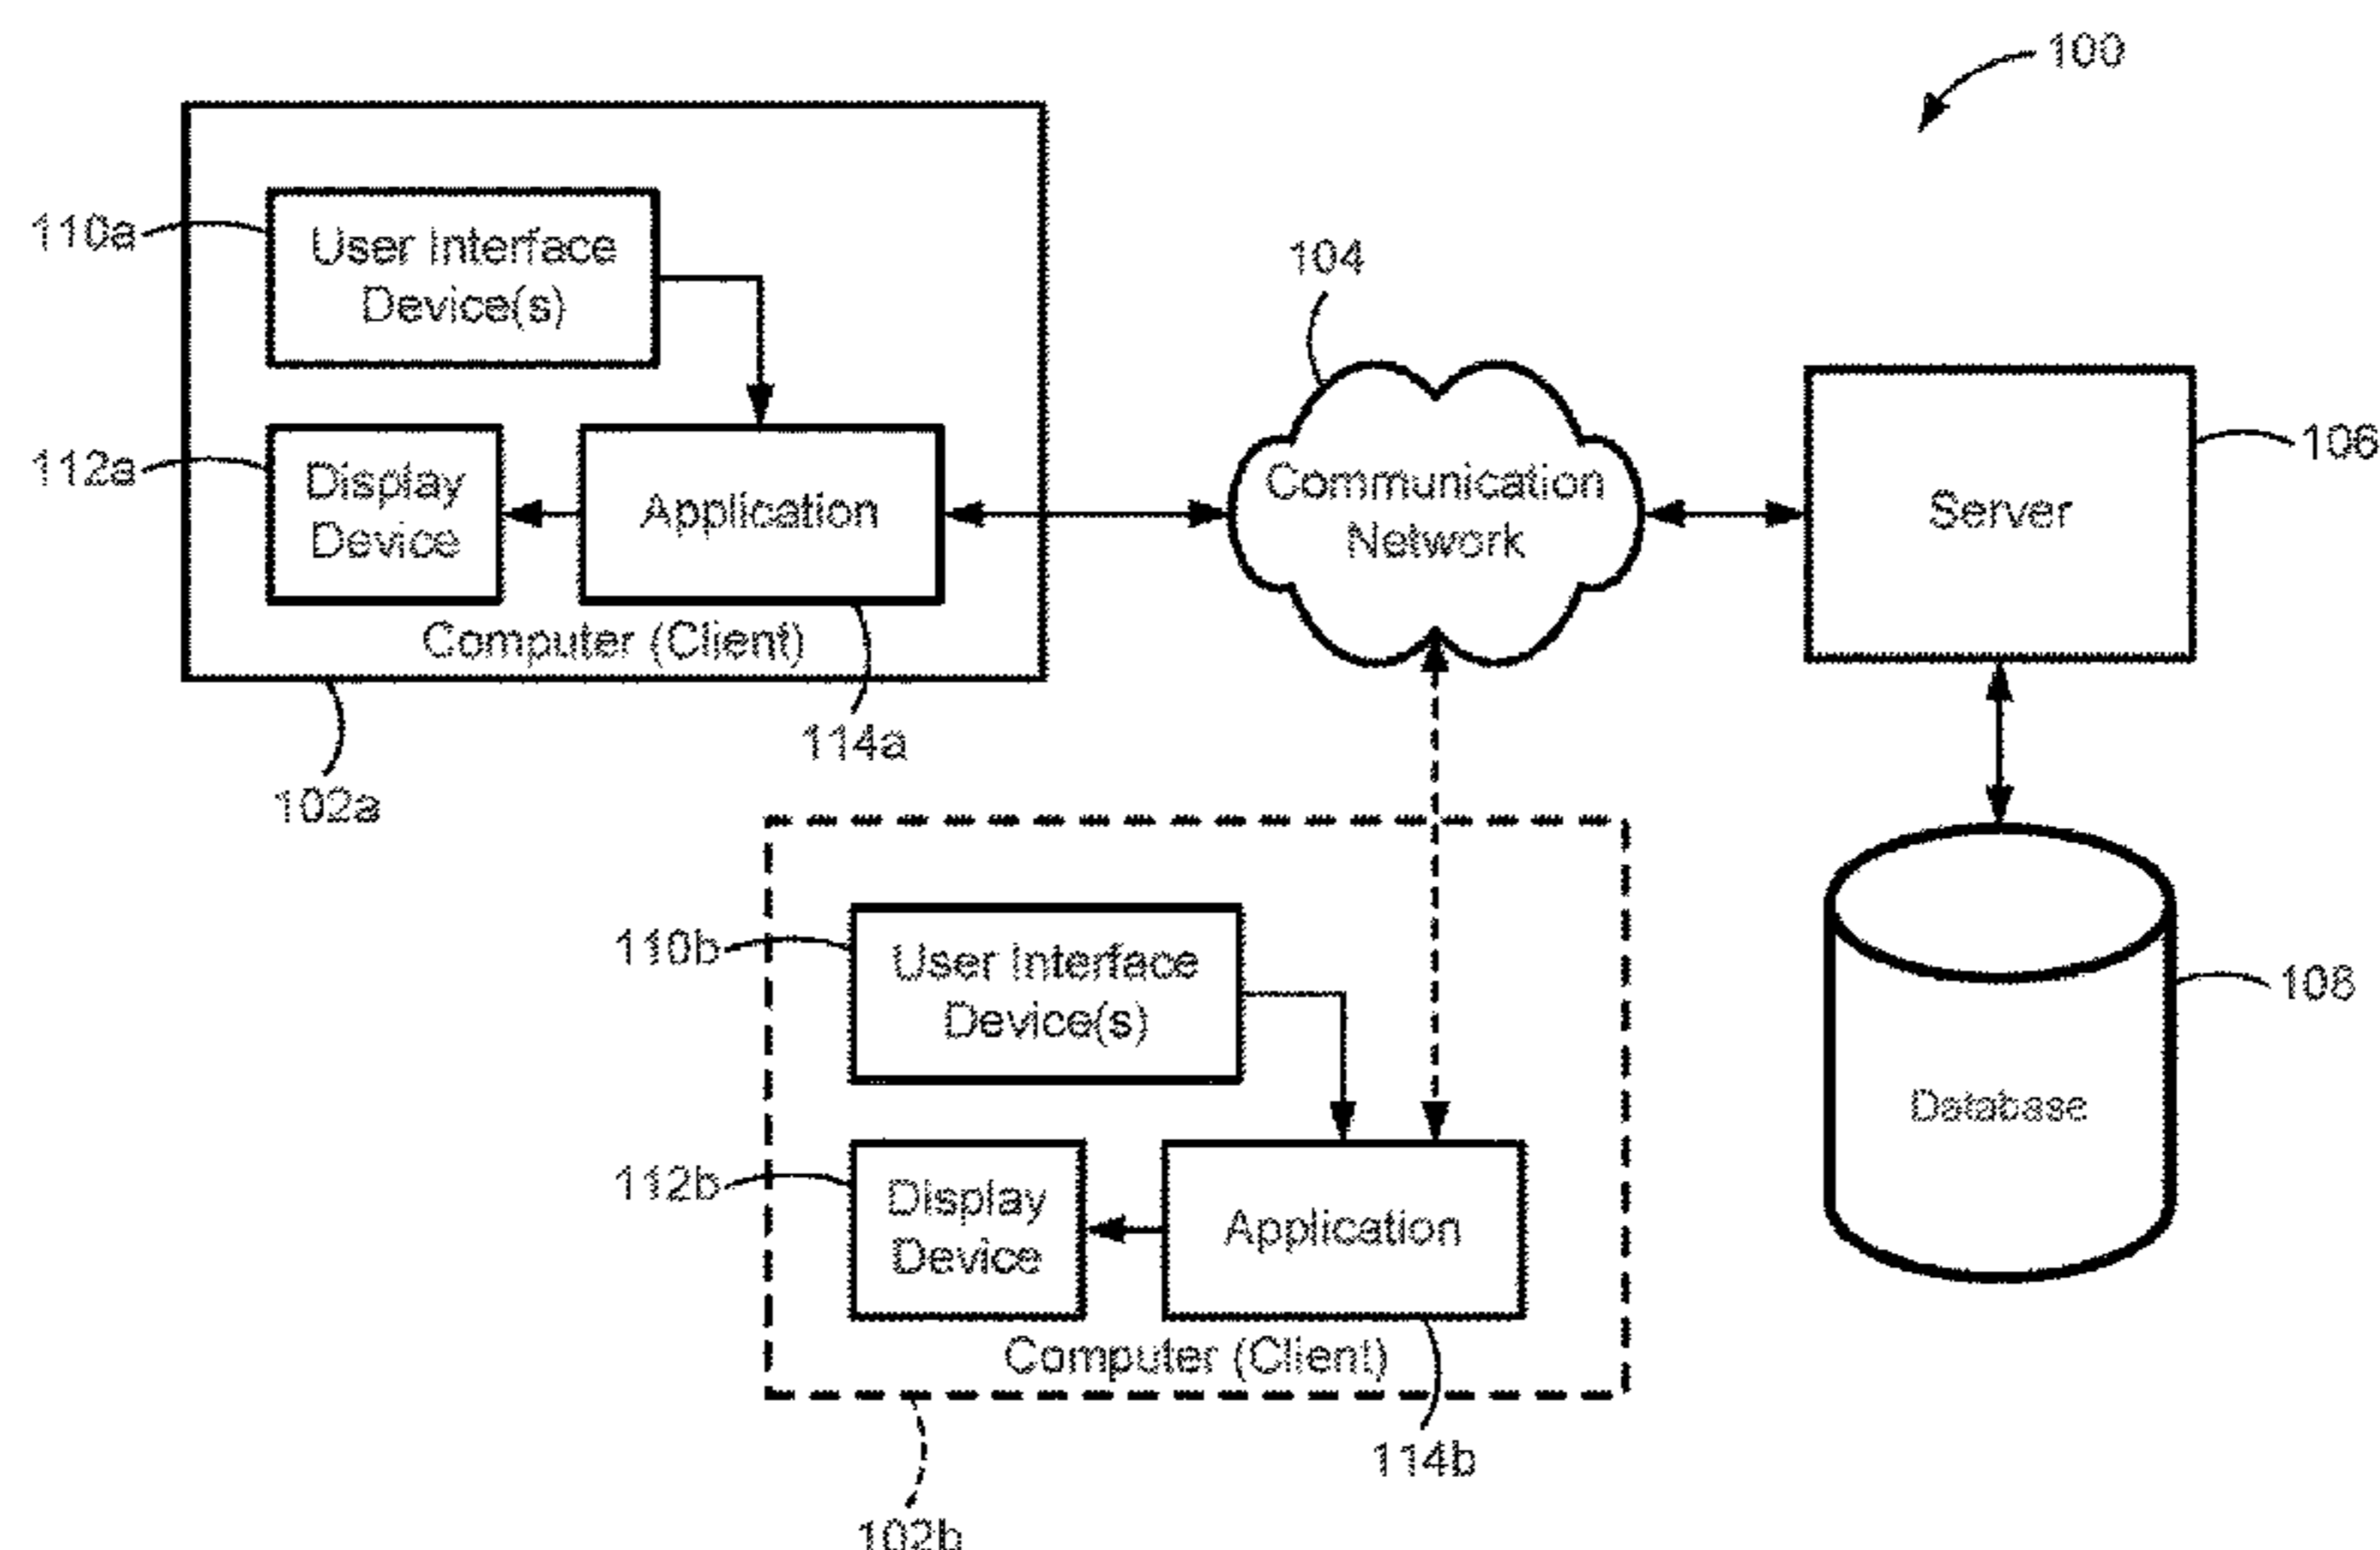 100
110a
User Interface
Device(s)
104
112a
Display
Device
Application
Communication
Network
Server
106
Computer (Client)
114a
102a
110b
User Interface
Device(s)
108
Database
112b
Display
Device
Application
Computer (Client)
114b
102b